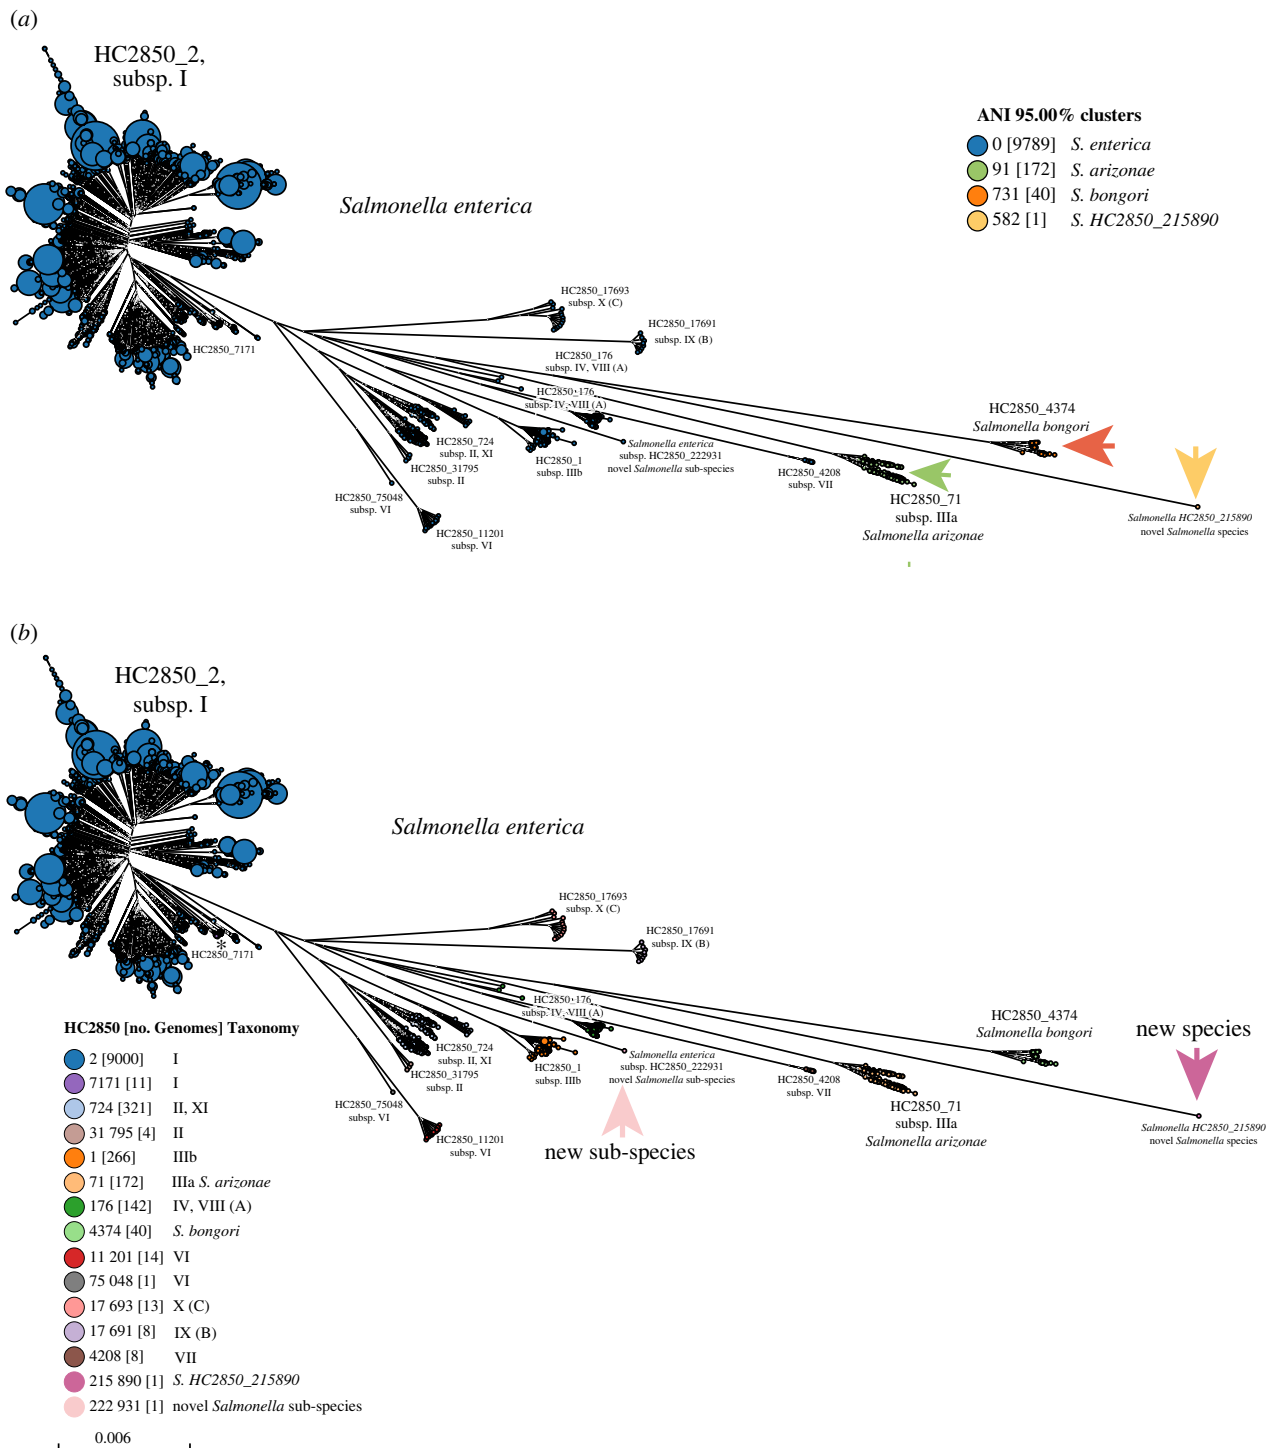 (a)
HC2850_2,
subsp. I
ANI 95.00% clusters
0 [9789] S. enterica
91 [172] S. arizonae
731 [40] S. bongori
582 [1] S. HC2850_215890
Salmonella enterica
HC2850_17693
subsp. X (C)
HC2850_17691
subsp. IX (B)
HC2850_7171
HC2850_176
subsp. IV, VIII (A)
HC2850_176
subsp. IV, VIII (A)
HC2850_4374
Salmonella bongori
HC2850_724
subsp. II, XI
HC2850_31795
subsp. II
HC2850_1
subsp. IIIb
Salmonella enterica
subsp. HC2850_222931
novel Salmonella sub-species
HC2850_4208
subsp. VII
HC2850_75048
subsp. VI
HC2850_71
subsp. IIIa
Salmonella arizonae
HC2850_11201
subsp. VI
Salmonella HC2850_215890
novel Salmonella species
(b)
HC2850_2,
subsp. I
Salmonella enterica
HC2850_17693
subsp. X (C)
HC2850_17691
subsp. IX (B)
*
HC2850_7171
HC2850_176
subsp. IV, VIII (A)
HC2850_4374
Salmonella bongori
new species
HC2850_724
subsp. II, XI
HC2850_31795
subsp. II
HC2850_1
subsp. IIIb
Salmonella enterica
subsp. HC2850_222931
novel Salmonella sub-species
HC2850_4208
subsp. VII
HC2850_75048
subsp. VI
HC2850_71
subsp. IIIa
Salmonella arizonae
HC2850_11201
subsp. VI
new sub-species
Salmonella HC2850_215890
novel Salmonella species
HC2850 [no. Genomes] Taxonomy
2 [9000] I
7171 [11] I
724 [321] II, XI
31 795 [4] II
1 [266] IIIb
71 [172] IIIa S. arizonae
176 [142] IV, VIII (A)
4374 [40] S. bongori
11 201 [14] VI
75 048 [1] VI
17 693 [13] X (C)
17 691 [8] IX (B)
4208 [8] VII
215 890 [1] S. HC2850_215890
222 931 [1] novel Salmonella sub-species
0.006